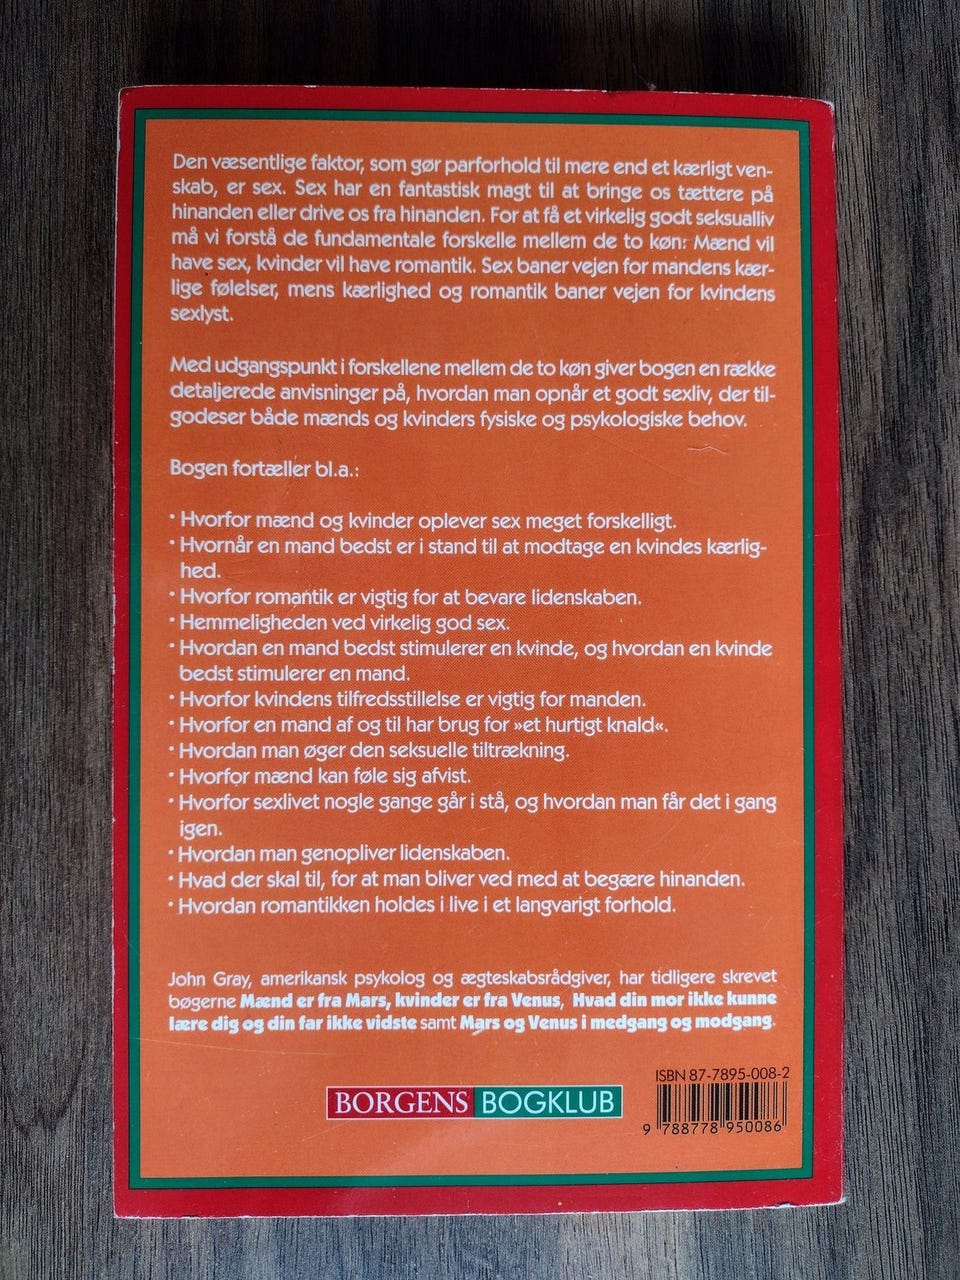 Den væsentlige faktor, som gør parforhold til mere end et kærligt ven-
skab, er sex. Sex har en fantastisk magt til at bringe os tættere på
hinanden eller drive os fra hinanden. For at få et virkelig godt seksualliv
må vi forstå de fundamentale forskelle mellem de to køn: Mænd vil
have sex, kvinder vil have romantik. Sex baner vejen for mandens kær-
lige følelser, mens kærlighed og romantik baner vejen for kvindens
sexlyst.
Med udgangspunkt i forskellene mellem de to køn giver bogen en række
detaljerede anvisninger på, hvordan man opnår et godt sexliv, der til-
godeser både mænds og kvinders fysiske og psykologiske behov.
Bogen fortæller bl.a.:
• Hvorfor mænd og kvinder oplever sex meget forskelligt.
• Hvornår en mand bedst er i stand til at modtage en kvindes kærlig-
hed.
• Hvorfor romantik er vigtig for at bevare lidenskaben.
• Hemmeligheden ved virkelig god sex.
• Hvordan en mand bedst stimulerer en kvinde, og hvordan en kvinde
bedst stimulerer en mand.
• Hvorfor kvindens tilfredsstillelse er vigtig for manden.
• Hvorfor en mand af og til har brug for »et hurtigt knald«.
• Hvordan man øger den seksuelle tiltrækning.
• Hvorfor mænd kan føle sig afvist.
• Hvorfor sexlivet nogle gange går i stå, og hvordan man får det i gang
igen.
• Hvordan man genopliver lidenskaben.
• Hvad der skal til, for at man bliver ved med at begære hinanden.
• Hvordan romantikken holdes i live i et langvarigt forhold.
John Gray, amerikansk psykolog og ægteskabsrådgiver, har tidligere skrevet
bøgerne Mænd er fra Mars, kvinder er fra Venus, Hvad din mor ikke kunne
lære dig og din far ikke vidste samt Mars og Venus i medgang og modgang.
ISBN 87-7895-008-2
BORGENS BOGKLUB
9 788778 950086